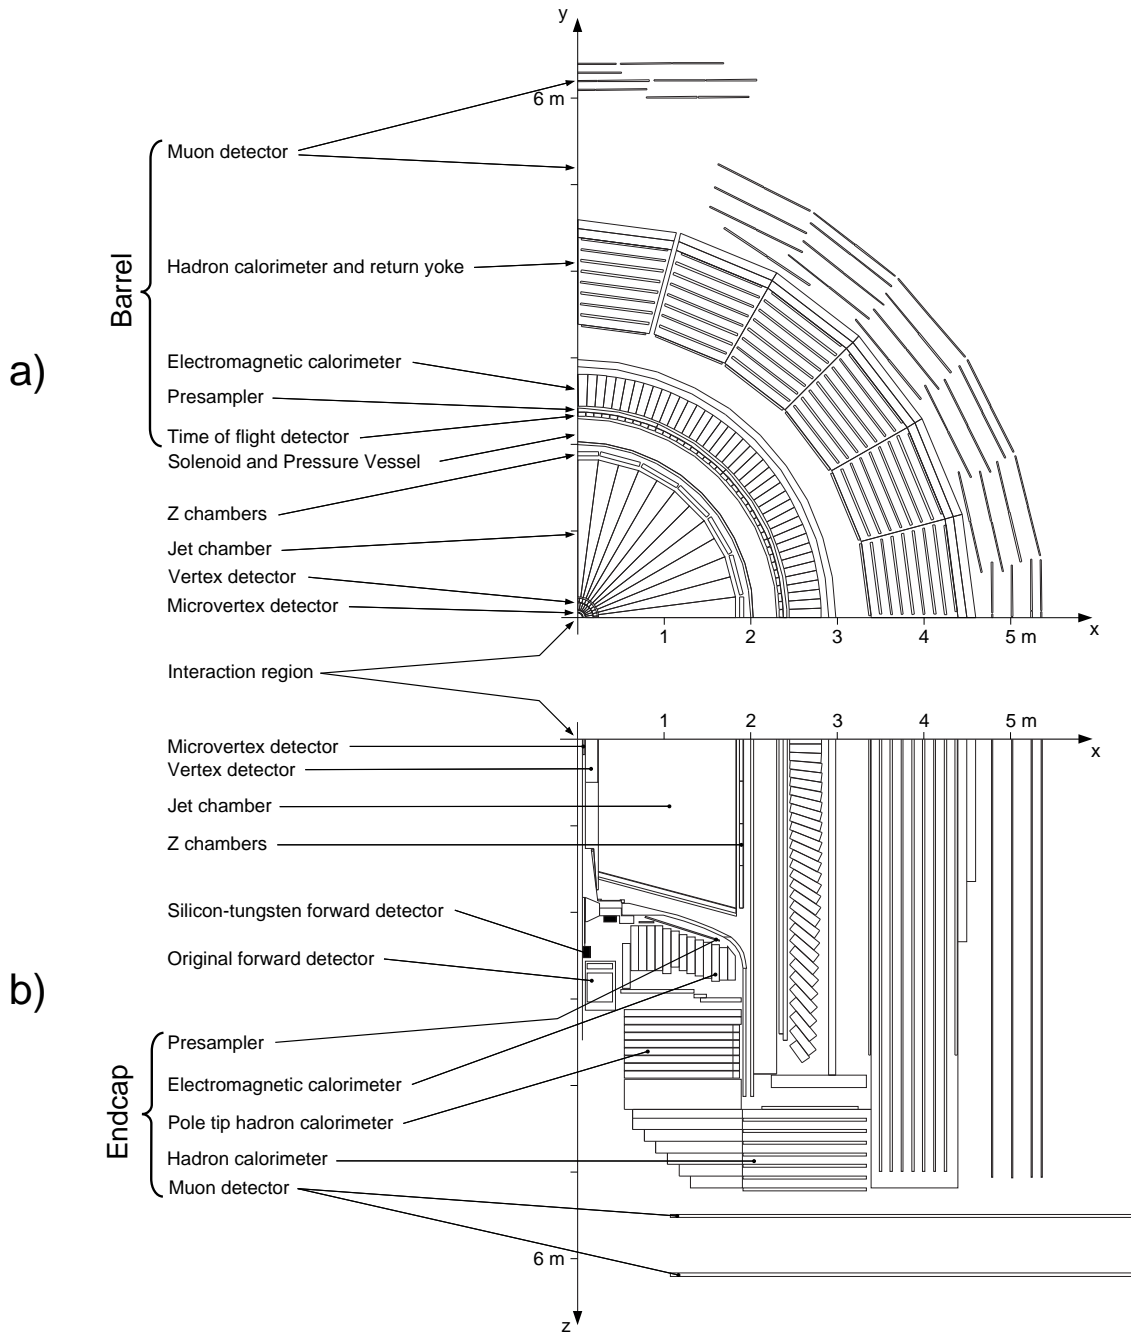 y
6 m
Muon detector
Hadron calorimeter and return yoke
Barrel
a)
Electromagnetic calorimeter
Presampler
Time of flight detector
Solenoid and Pressure Vessel
Z chambers
Jet chamber
Vertex detector
Microvertex detector
1 2 3 4 5 m x
Interaction region
1 2 3 4 5 m
x
Microvertex detector
Vertex detector
Jet chamber
Z chambers
Silicon-tungsten forward detector
Original forward detector
b)
Presampler
Endcap
Electromagnetic calorimeter
Pole tip hadron calorimeter
Hadron calorimeter
Muon detector
6 m
z